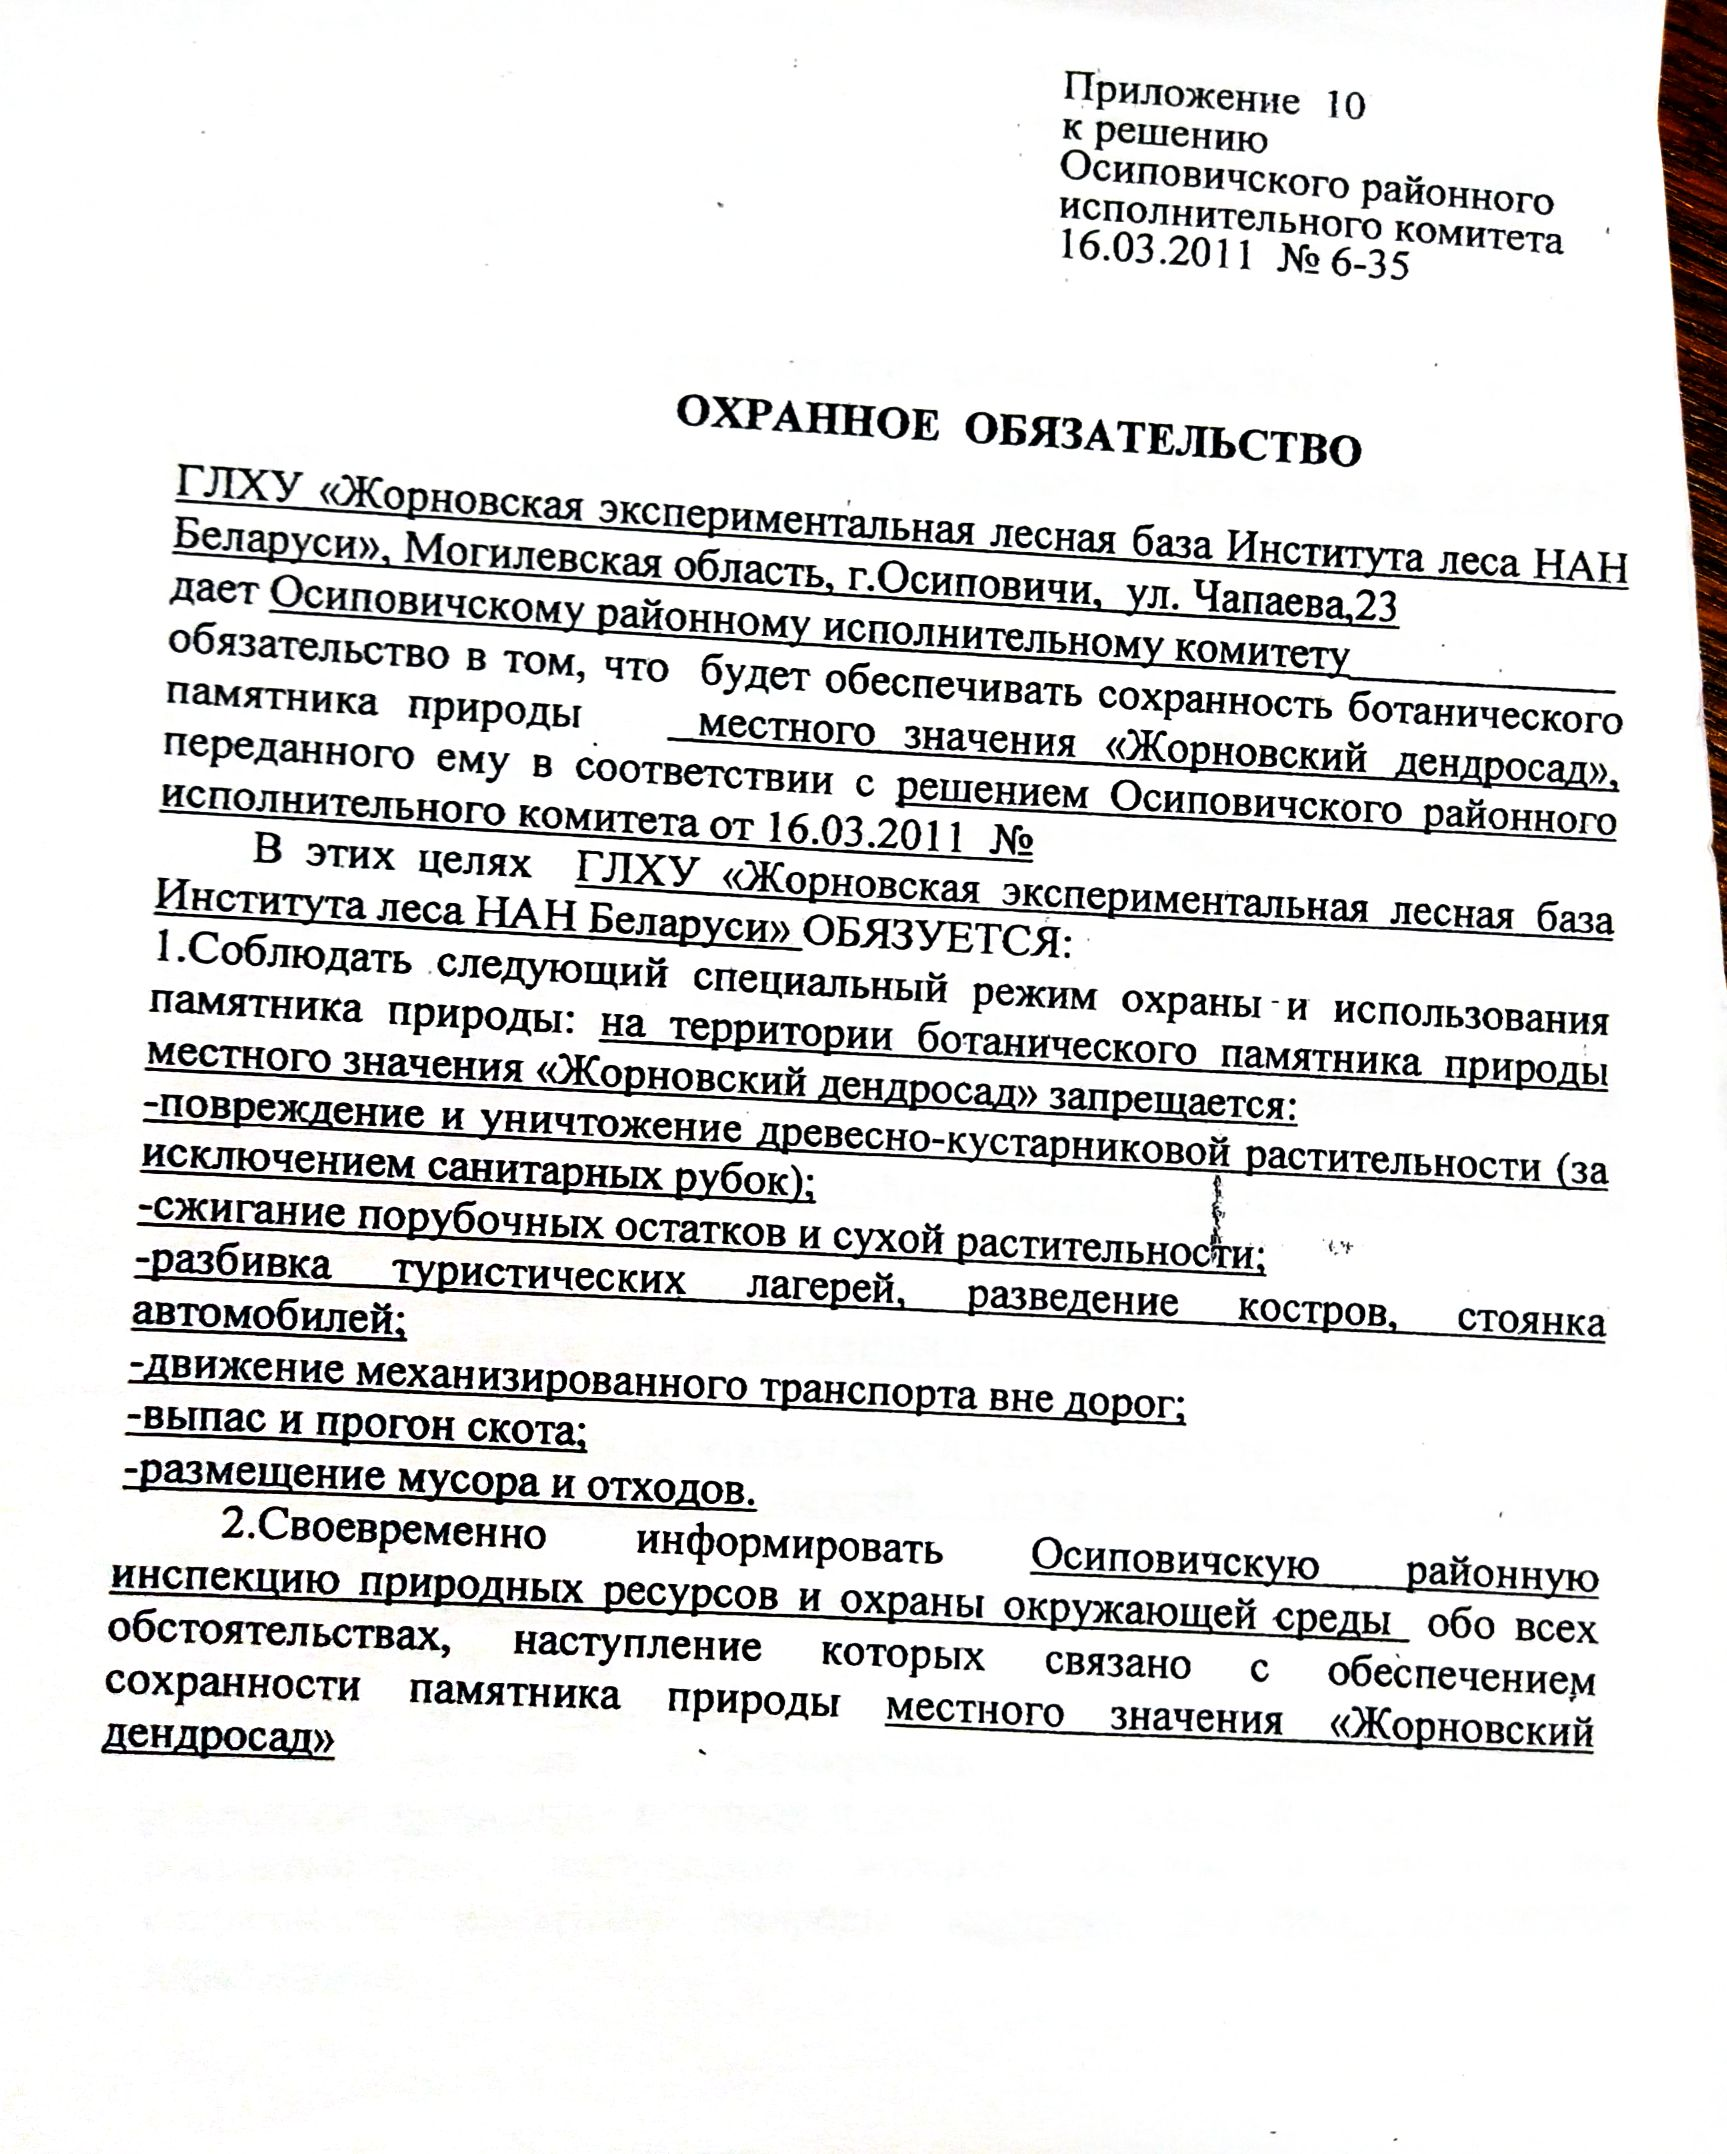 Приложение 10
к решению
Осиповичского районного
исполнительного комитета
16.03.2011 № 6-35
ОХРАННОЕ ОБЯЗАТЕЛЬСТВО
ГЛХУ «Жорновская экспериментальная лесная база Института леса НАН
Беларуси», Могилевская область, г.Осиповичи, ул. Чапаева,23
дает Осиповичскому районному исполнительному комитету
обязательство в том, что будет обеспечивать сохранность ботанического
памятника природы местного значения «Жорновский дендросад»,
переданного ему в соответствии с решением Осиповичского районного
исполнительного комитета от 16.03.2011 №
В этих целях ГЛХУ «Жорновская экспериментальная лесная база
Института леса НАН Беларуси» ОБЯЗУЕТСЯ:
1.Соблюдать следующий специальный режим охраны и использования
памятника природы: на территории ботанического памятника природы
местного значения «Жорновский дендросад» запрещается:
-повреждение и уничтожение древесно-кустарниковой растительности (за
исключением санитарных рубок);
-сжигание порубочных остатков и сухой растительности;
-разбивка туристических лагерей, разведение костров, стоянка
автомобилей;
-движение механизированного транспорта вне дорог;
-выпас и прогон скота;
-размещение мусора и отходов.
2.Своевременно информировать Осиповичскую районную
инспекцию природных ресурсов и охраны окружающей среды обо всех
обстоятельствах, наступление которых связано с обеспечением
сохранности памятника природы местного значения «Жорновский
дендросад»